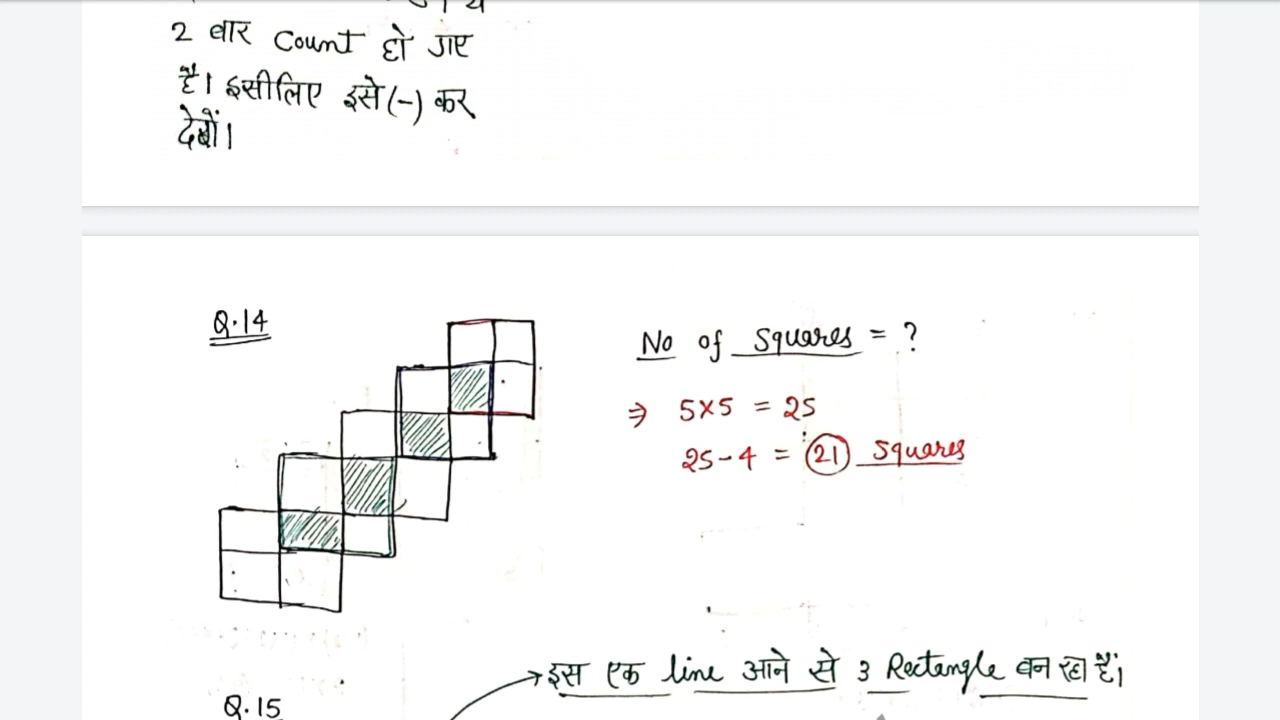 2 बार Count हो गए
हैं। इसीलिए इसे (-) कर
देंगें।
Q.14
No of Squares = ?
⇒ 5×5 = 25
25-4 = 21 Squares
→ इस एक line आने से 3 Rectangle बन रहा हैं।
Q.15